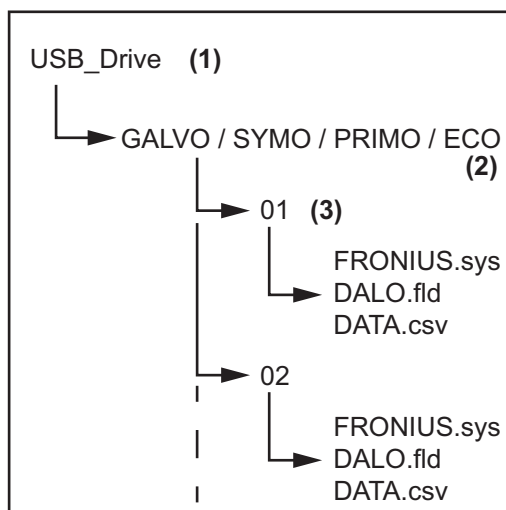 USB_Drive (1)
GALVO / SYMO / PRIMO / ECO
(2)
01 (3)
FRONIUS.sys
DALO.fld
DATA.csv
02
FRONIUS.sys
DALO.fld
DATA.csv